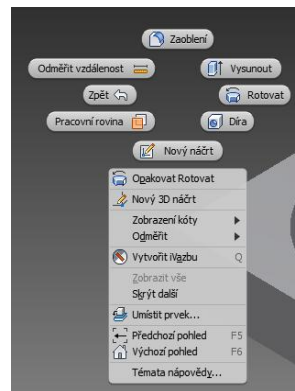 Zaoblení
Odměřit vzdálenost
Vysunout
Zpět
Rotovat
Pracovní rovina
Díra
Nový náčrt
Opakovat Rotovat
Nový 3D náčrt
Zobrazení kóty
Odměřit
Vytvořit iVazbu Q
Zobrazit vše
Skrýt další
Umístit prvek...
Předchozí pohled F5
Výchozí pohled F6
Témata nápovědy...